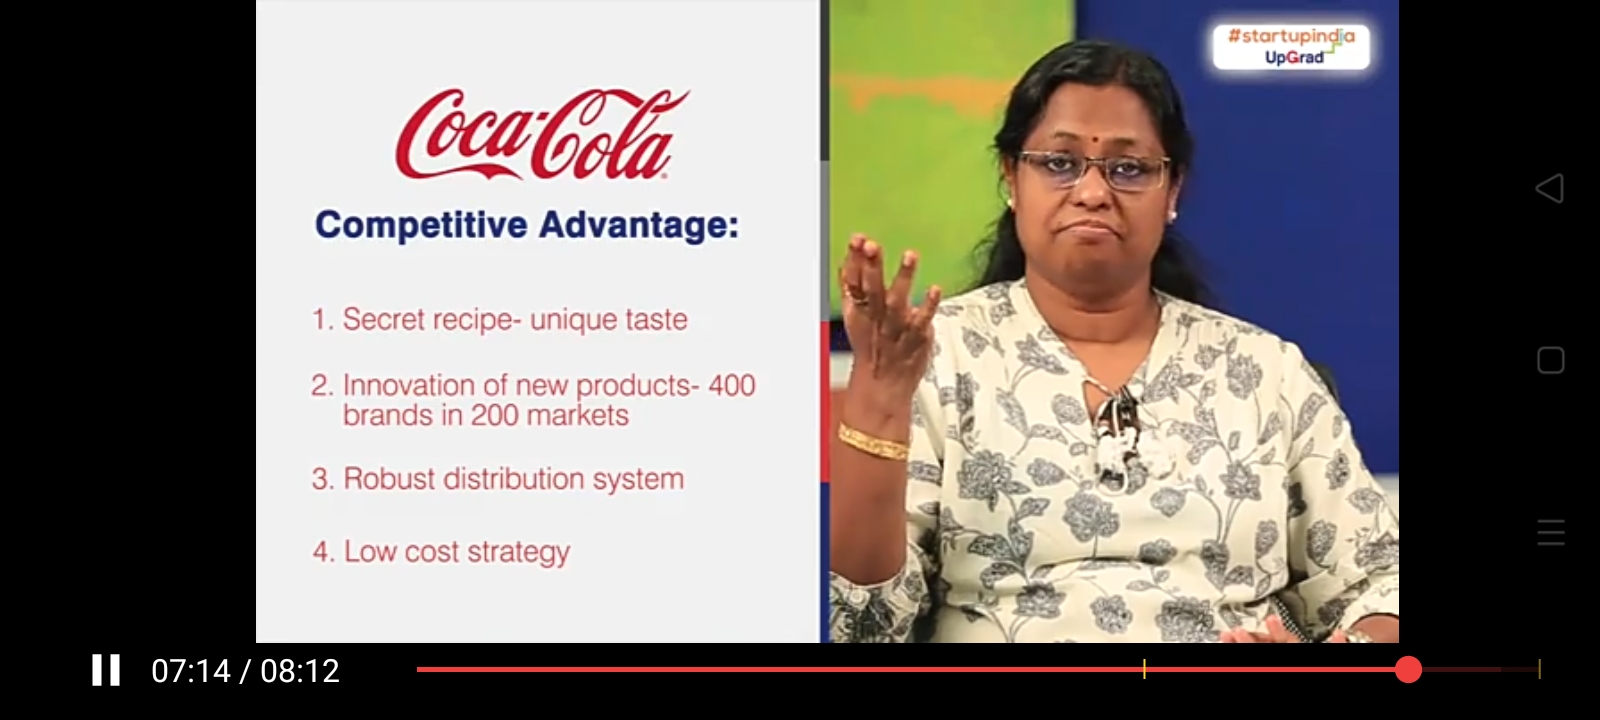 Coca-Cola
Competitive Advantage:
1. Secret recipe- unique taste
2. Innovation of new products- 400
brands in 200 markets
3. Robust distribution system
4. Low cost strategy
#startupindia
UpGrad
07:14 / 08:12